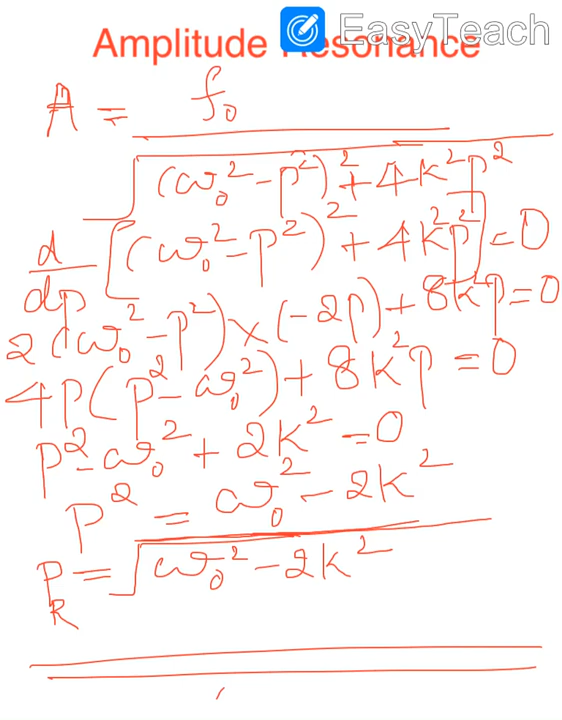 EasyTeach
Amplitude Resonance
A = f₀ / √((ω₀² - p²)² + 4k²p²)
d/dp [(ω₀² - p²)² + 4k²p²] = 0
2(ω₀² - p²) × (-2p) + 8k²p = 0
4p(p² - ω₀²) + 8k²p = 0
p² - ω₀² + 2k² = 0
p² = ω₀² - 2k²
p_R = √(ω₀² - 2k²)